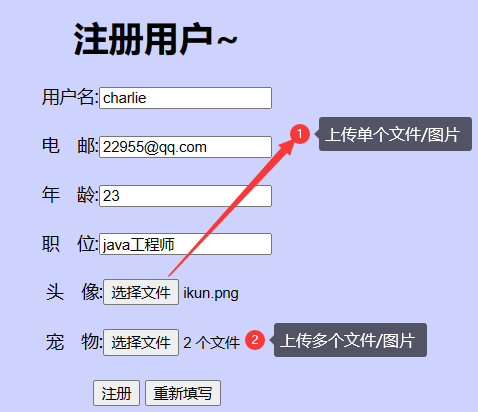 注册用户~
用户名:charlie
1 上传单个文件/图片
电 邮:22955@qq.com
年 龄:23
职 位:java工程师
头 像:选择文件 ikun.png
宠 物:选择文件 2 个文件 2 上传多个文件/图片
注册 重新填写